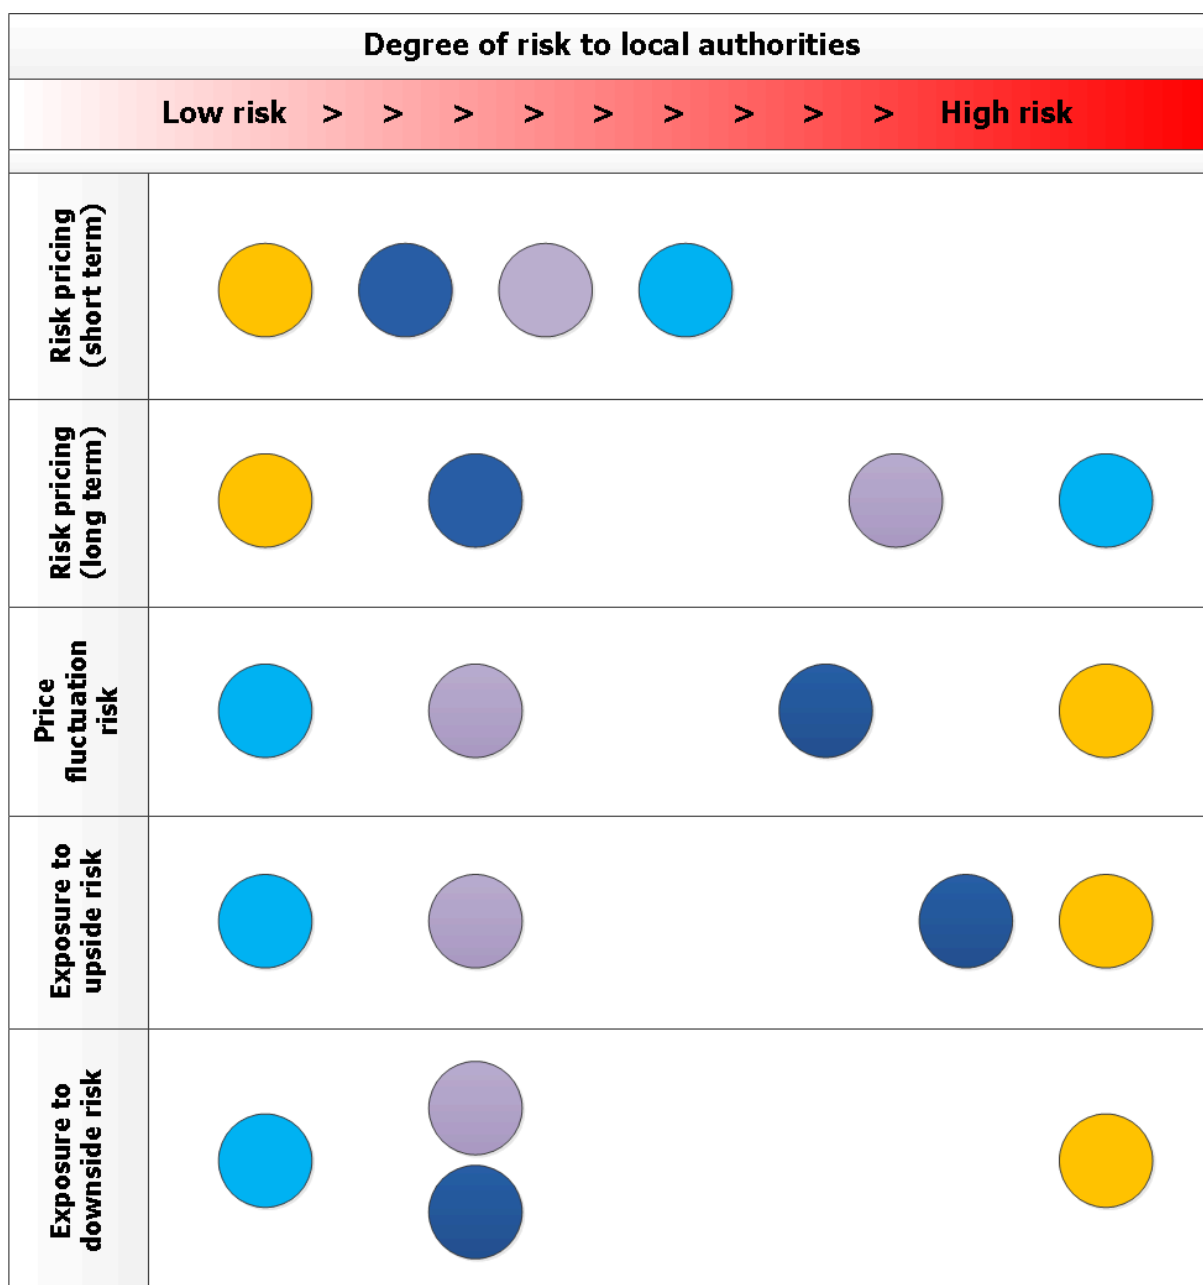 Degree of risk to local authorities
Low risk > > > > > > > > > High risk
Risk pricing
(short term)
Risk pricing
(long term)
Price
fluctuation
risk
Exposure to
upside risk
Exposure to
downside risk